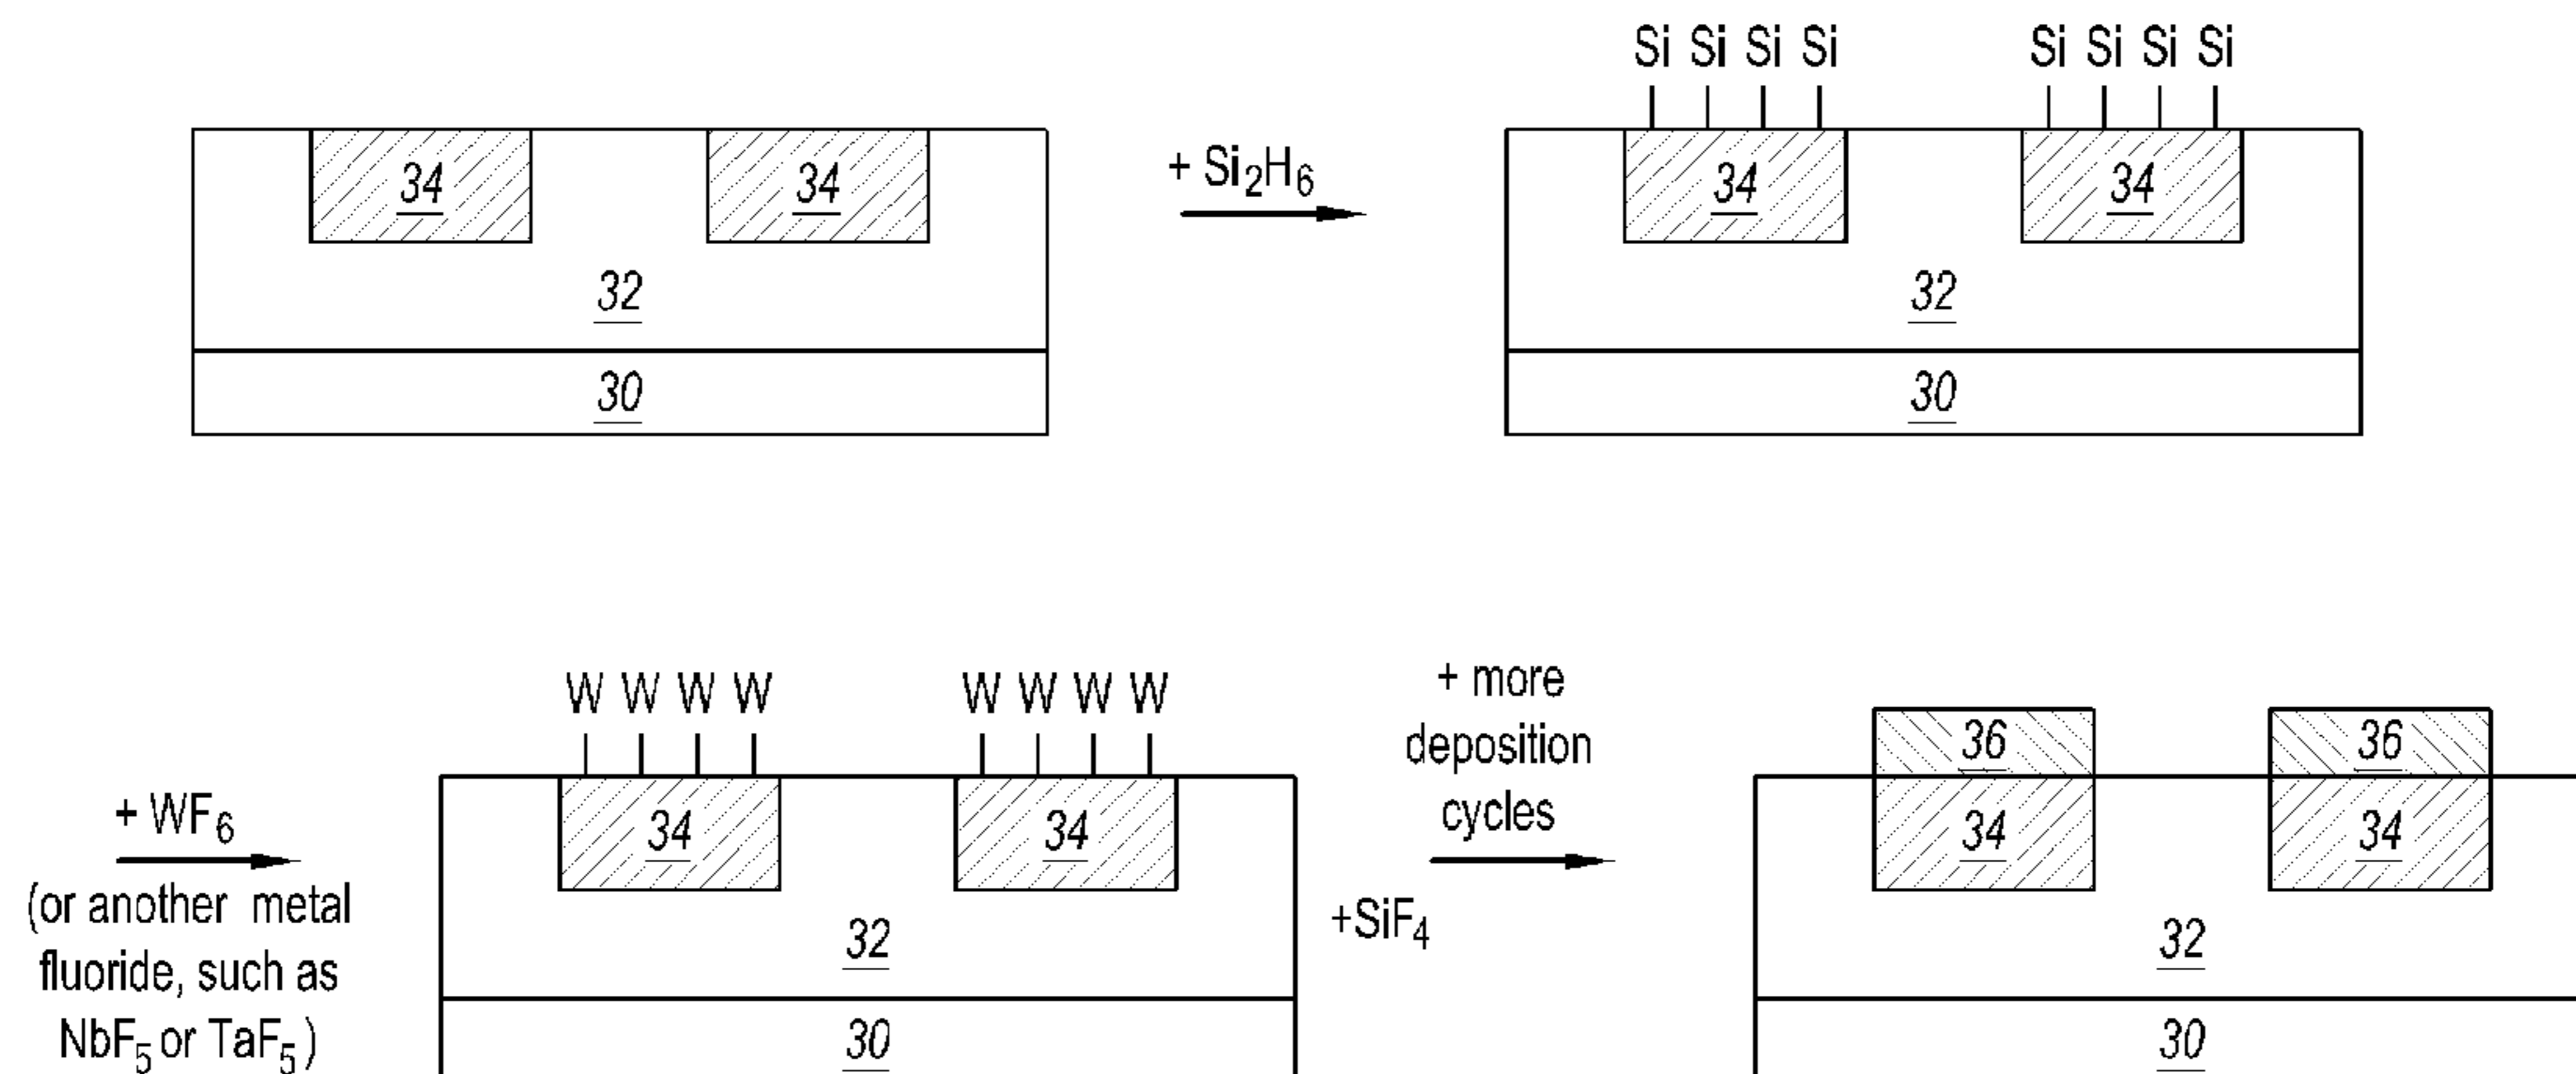 Si Si Si Si Si Si Si Si
34 34 + Si₂H₆ 34 34
32 32
30 30
W W W W W W W W
+ more
deposition
cycles
36 36
+ WF₆
34 34 34 34
(or another metal
+SiF₄
fluoride, such as
32 32
NbF₅ or TaF₅)
30 30